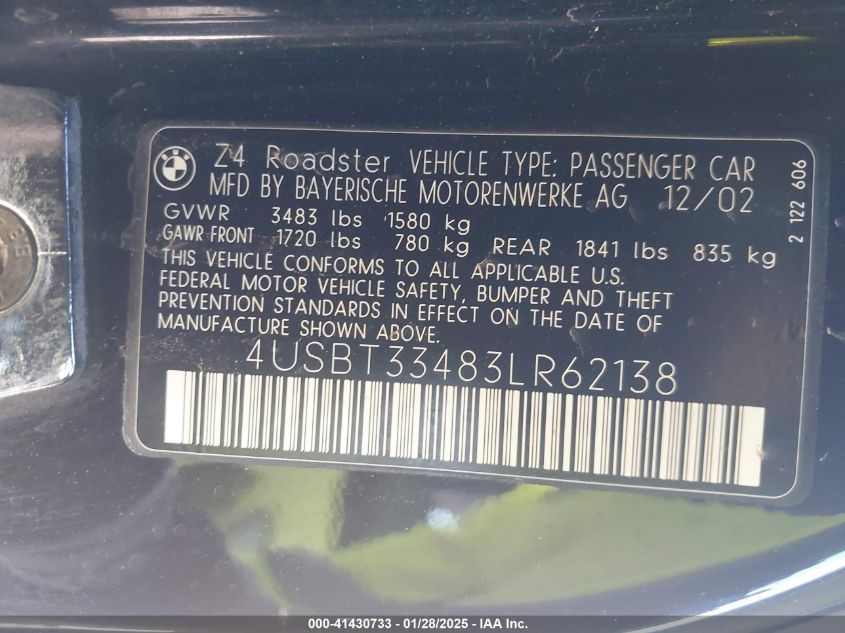 BMW
Z4 Roadster VEHICLE TYPE: PASSENGER CAR
MFD BY BAYERISCHE MOTORENWERKE AG 12/02
GVWR 3483 lbs 1580 kg
GAWR FRONT 1720 lbs 780 kg REAR 1841 lbs 835 kg
THIS VEHICLE CONFORMS TO ALL APPLICABLE U.S.
FEDERAL MOTOR VEHICLE SAFETY, BUMPER AND THEFT
PREVENTION STANDARDS IN EFFECT ON THE DATE OF
MANUFACTURE SHOWN ABOVE.
4USBT33483LR62138
2 122 606
000-41430733 | 01/28/2025 - IAA Inc.